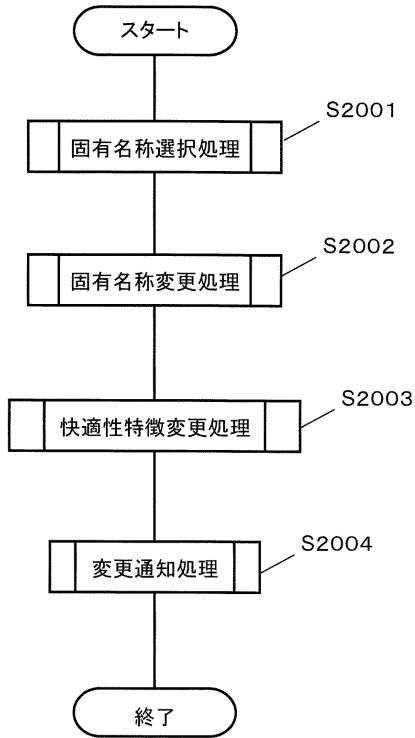 スタート
S2001
固有名称選択処理
S2002
固有名称変更処理
S2003
快適性特徴変更処理
S2004
変更通知処理
終了